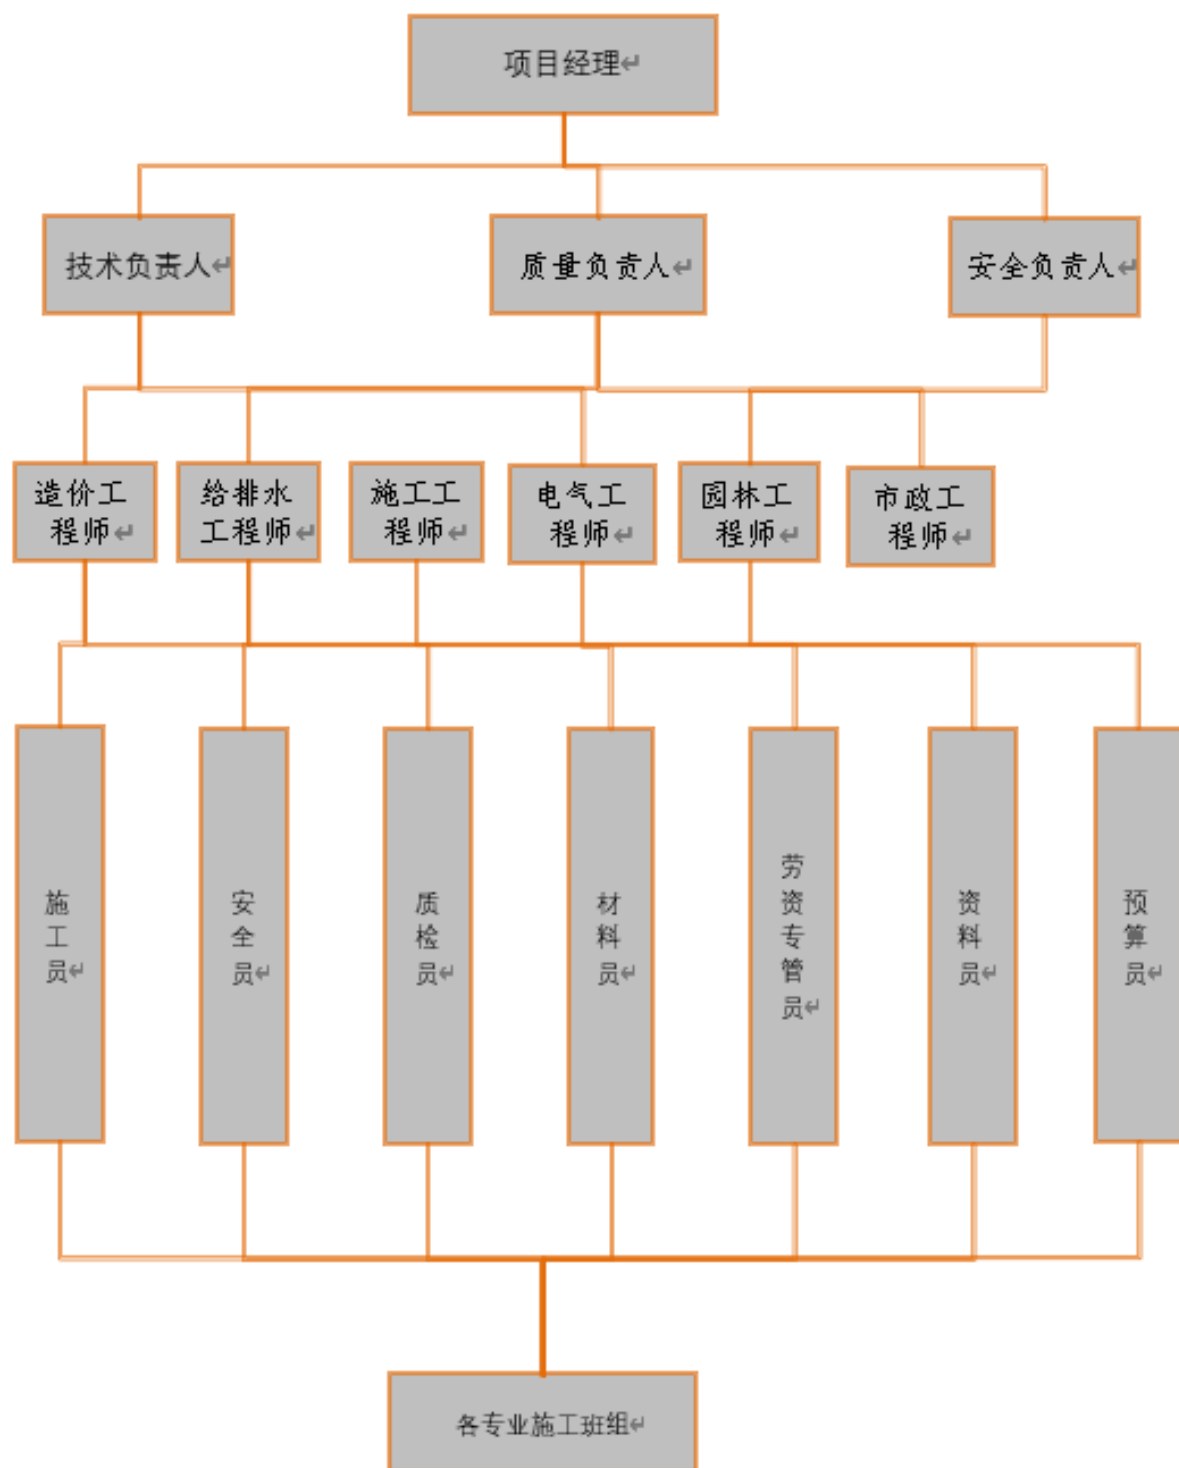 项目经理
技术负责人
质量负责人
安全负责人
造价工
程师
给排水
工程师
施工工
程师
电气工
程师
园林工
程师
市政工
程师
施工员
安全员
质检员
材料员
劳资专管员
资料员
预算员
各专业施工班组